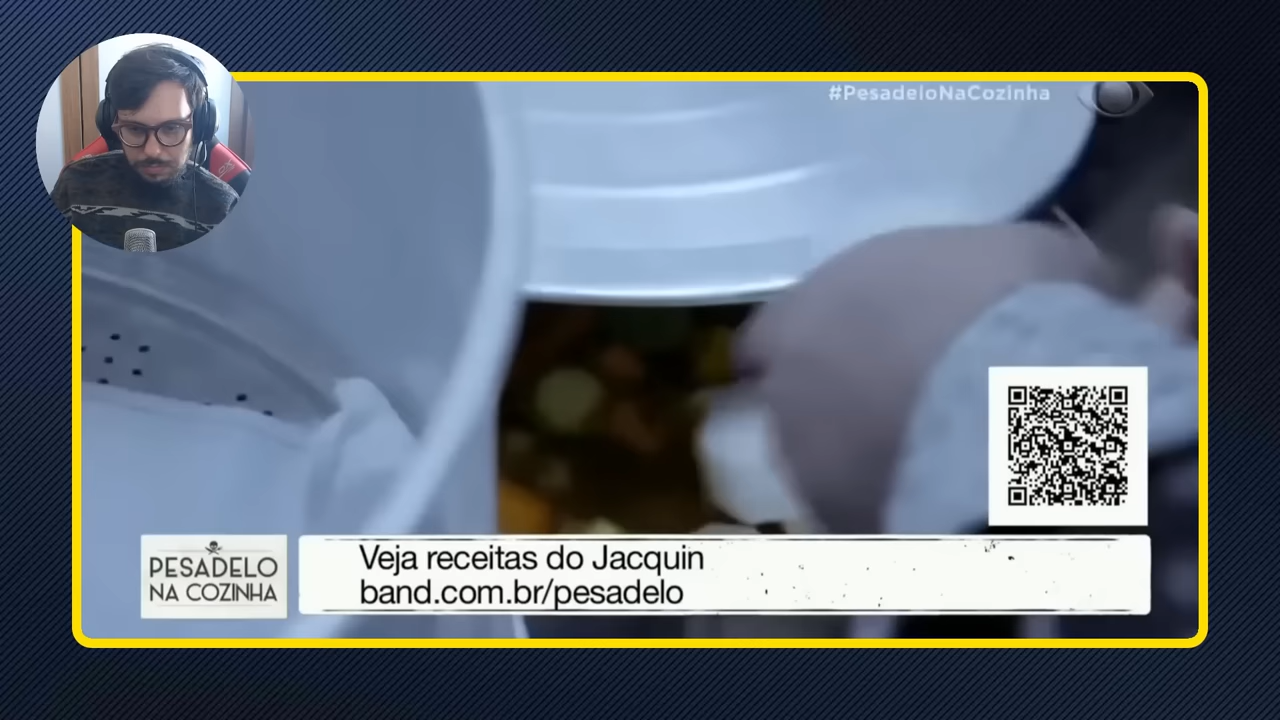 #PesadeloNaCozinha
PESADELO
NA COZINHA
Veja receitas do Jacquin
band.com.br/pesadelo